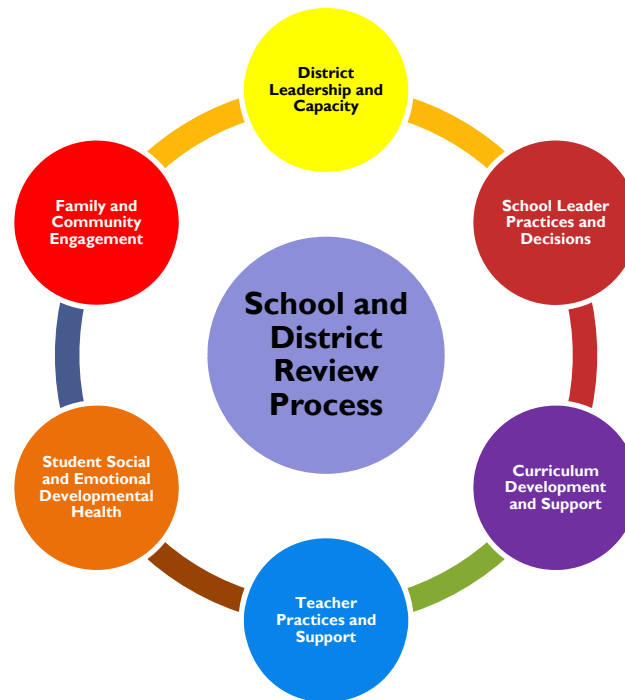 District
Leadership and
Capacity
Family and
Community
Engagement
School Leader
Practices and
Decisions
School and
District
Review
Process
Student Social
and Emotional
Developmental
Health
Curriculum
Development
and Support
Teacher
Practices and
Support